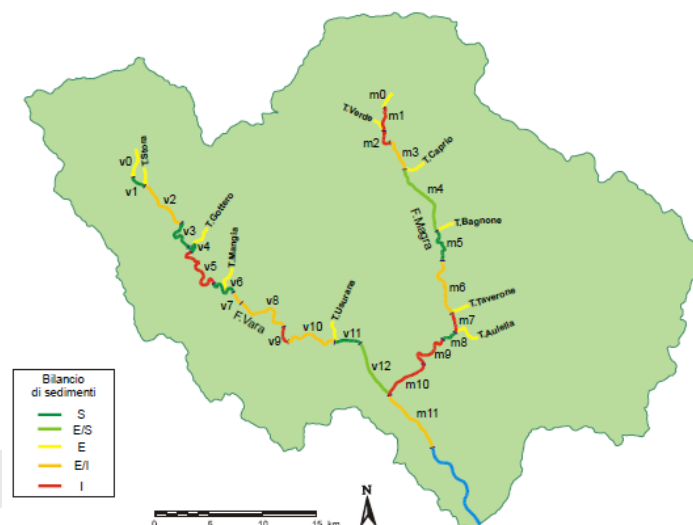 m0
T.Verde
m1
m2
m3
T.Caprio
v0
T.Stora
v1
v2
m4
T.Gottero
v3
v4
F.Magra
T.Bagnone
m5
T.Mangia
v5
v6
v7
m6
v8
F.Vara
T.Usurana
T.Taverone
m7
T.Aulella
v9
v10
v11
m8
m9
v12
m10
m11
Bilancio
di sedimenti
S
E/S
E
E/I
I
N
0 5 10 15 km